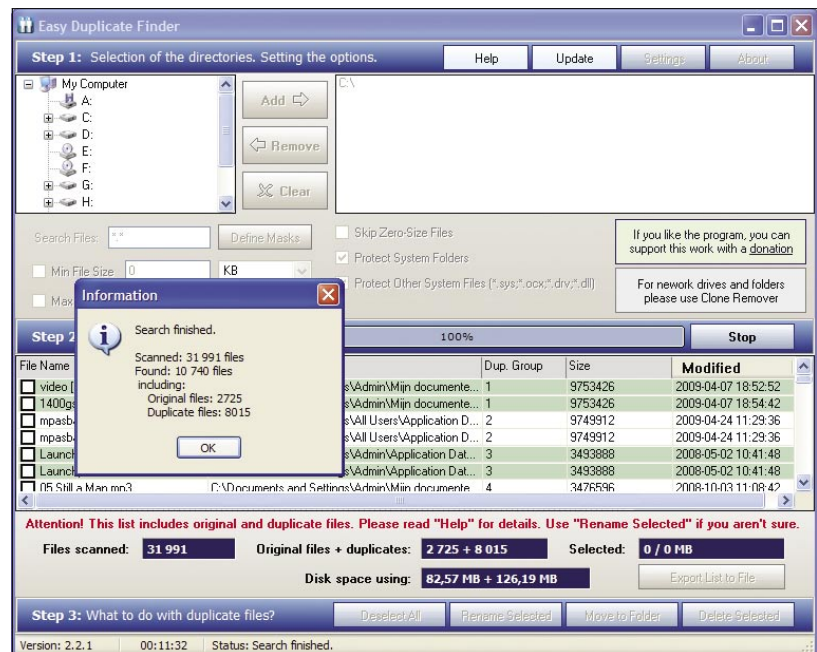 Easy Duplicate Finder
Step 1: Selection of the directories. Setting the options.
Help
Update
Settings
About
My Computer
A:
C:
D:
E:
F:
G:
H:
Add
Remove
Clear
C:\
Search Files: *.*
Define Masks
Min File Size 0 KB
Max
Skip Zero-Size Files
Protect System Folders
Protect Other System Files (*.sys;*.ocx;*.drv;*.dll)
If you like the program, you can
support this work with a donation
For nework drives and folders
please use Clone Remover
Information
Search finished.
Scanned: 31 991 files
Found: 10 740 files
including:
Original files: 2725
Duplicate files: 8015
OK
Step 2
100%
Stop
File Name Dup. Group Size Modified
video [ s\Admin\Mijn documente... 1 9753426 2009-04-07 18:52:52
1400gs s\Admin\Mijn documente... 1 9753426 2009-04-07 18:54:42
mpasb s\All Users\Application D... 2 9749912 2009-04-24 11:29:36
mpasb s\All Users\Application D... 2 9749912 2009-04-24 11:29:36
Launch s\Admin\Application Dat... 3 3493888 2008-05-02 10:41:48
Launch s\Admin\Application Dat... 3 3493888 2008-05-02 10:41:48
05 Still a Man.mp3 C:\Documents and Settings\Admin\Mijn documente 4 3476596 2008-10-03 11:08:42
Attention! This list includes original and duplicate files. Please read "Help" for details. Use "Rename Selected" if you aren't sure.
Files scanned: 31 991 Original files + duplicates: 2 725 + 8 015 Selected: 0 / 0 MB
Disk space using: 82,57 MB + 126,19 MB
Export List to File
Step 3: What to do with duplicate files?
Deselect All
Rename Selected
Move to Folder
Delete Selected
Version: 2.2.1 00:11:32 Status: Search finished.